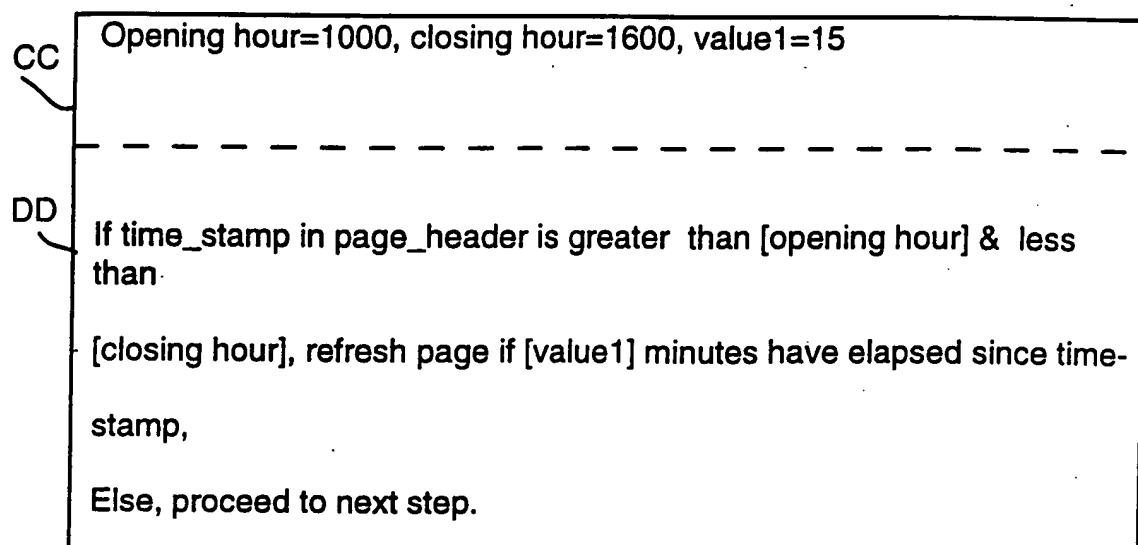 CC
Opening hour=1000, closing hour=1600, value1=15
DD
If time_stamp in page_header is greater than [opening hour] & less
than
[closing hour], refresh page if [value1] minutes have elapsed since time-
stamp,
Else, proceed to next step.